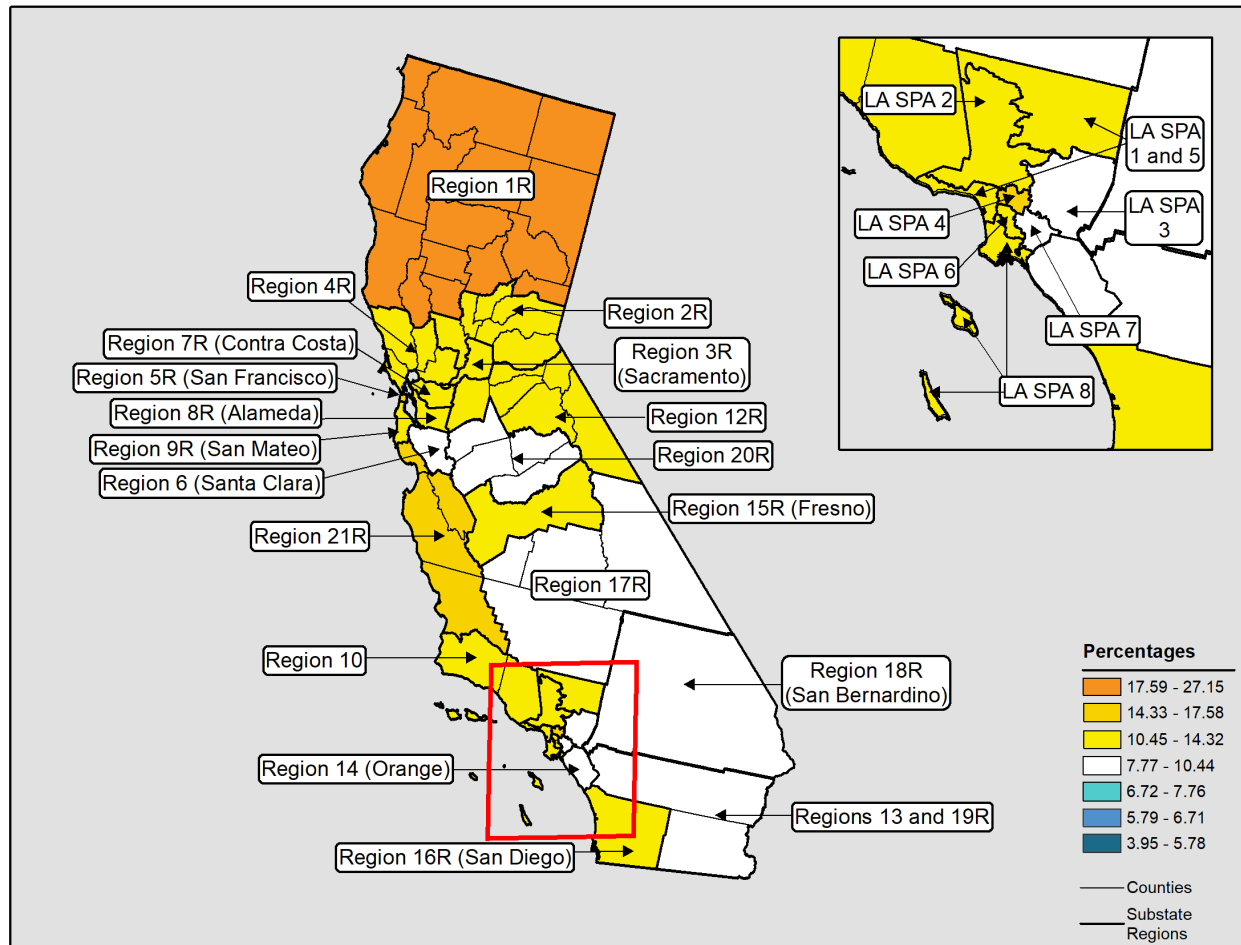 Region 1R
Region 4R
Region 2R
Region 7R (Contra Costa)
Region 3R
(Sacramento)
Region 5R (San Francisco)
Region 8R (Alameda)
Region 12R
Region 9R (San Mateo)
Region 20R
Region 6 (Santa Clara)
Region 15R (Fresno)
Region 21R
Region 17R
Region 10
Region 18R
(San Bernardino)
Region 14 (Orange)
Regions 13 and 19R
Region 16R (San Diego)
LA SPA 2
LA SPA
1 and 5
LA SPA 4
LA SPA
3
LA SPA 6
LA SPA 7
LA SPA 8
Percentages
17.59 - 27.15
14.33 - 17.58
10.45 - 14.32
7.77 - 10.44
6.72 - 7.76
5.79 - 6.71
3.95 - 5.78
Counties
Substate
Regions